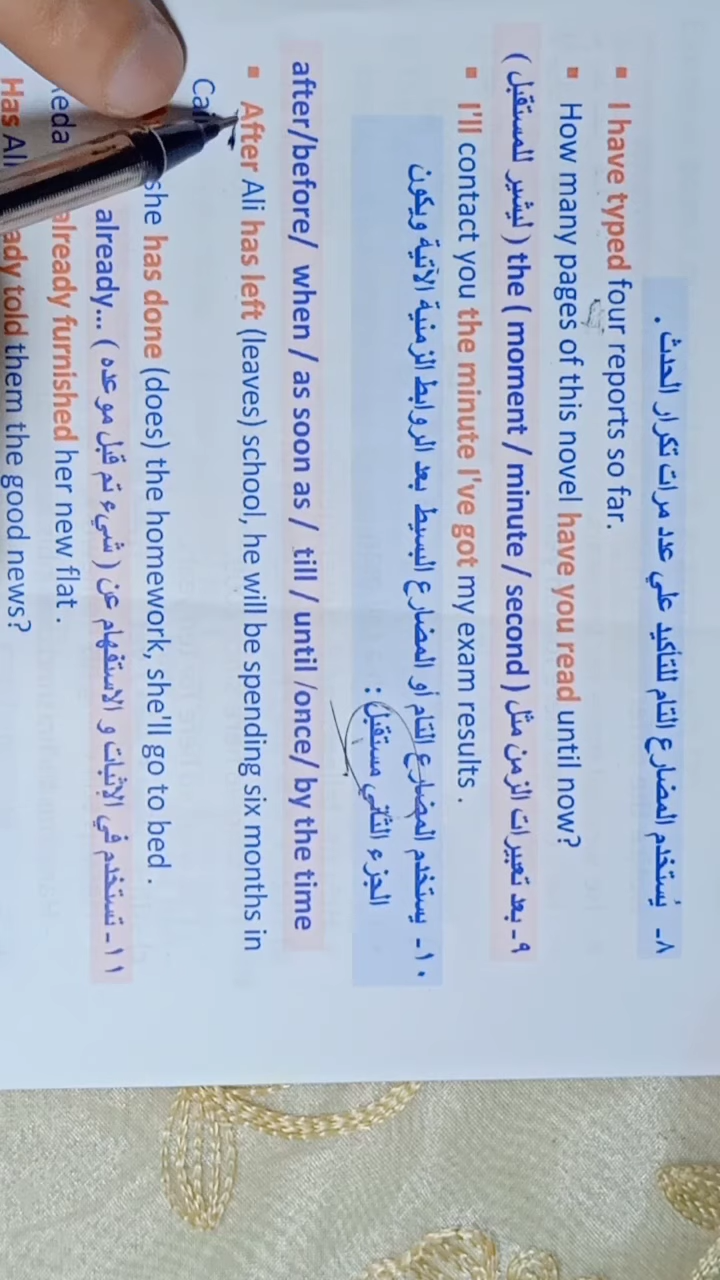 ٨- يُستخدم المضارع التام للتأكيد علي عدد مرات تكرار الحدث .
▪ I have typed four reports so far.
▪ How many pages of this novel have you read until now?
٩- بعد تعبيرات الزمن مثل ( the ( moment / minute / second ( ليشير للمستقبل )
▪ I'll contact you the minute I've got my exam results .
١٠- يستخدم المضارع التام أو المضارع البسيط بعد الروابط الزمنية الآتية ويكون
الجزء الثاني مستقبل :
after/before/ when / as soon as / till / until /once/ by the time
▪ After Ali has left (leaves) school, he will be spending six months in
she has done (does) the homework, she'll go to bed .
١١- تستخدم في الإثبات و الاستفهام عن ( شيء تم قبل موعده ) ...already
already furnished her new flat .
Has Ali told them the good news?